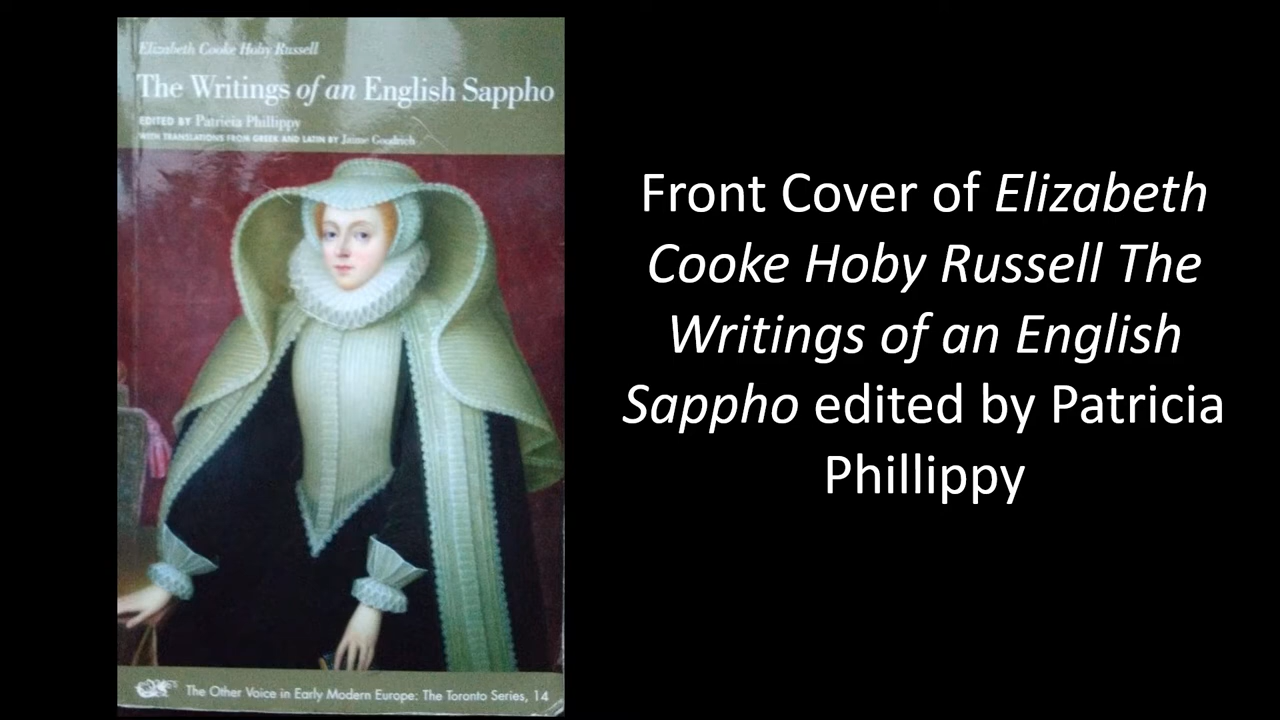 Elizabeth Cooke Hoby Russell
The Writings of an English Sappho
EDITED BY Patricia Phillippy
WITH TRANSLATIONS FROM GREEK AND LATIN BY Jaime Goodrich
The Other Voice in Early Modern Europe: The Toronto Series, 14
Front Cover of Elizabeth
Cooke Hoby Russell The
Writings of an English
Sappho edited by Patricia
Phillippy